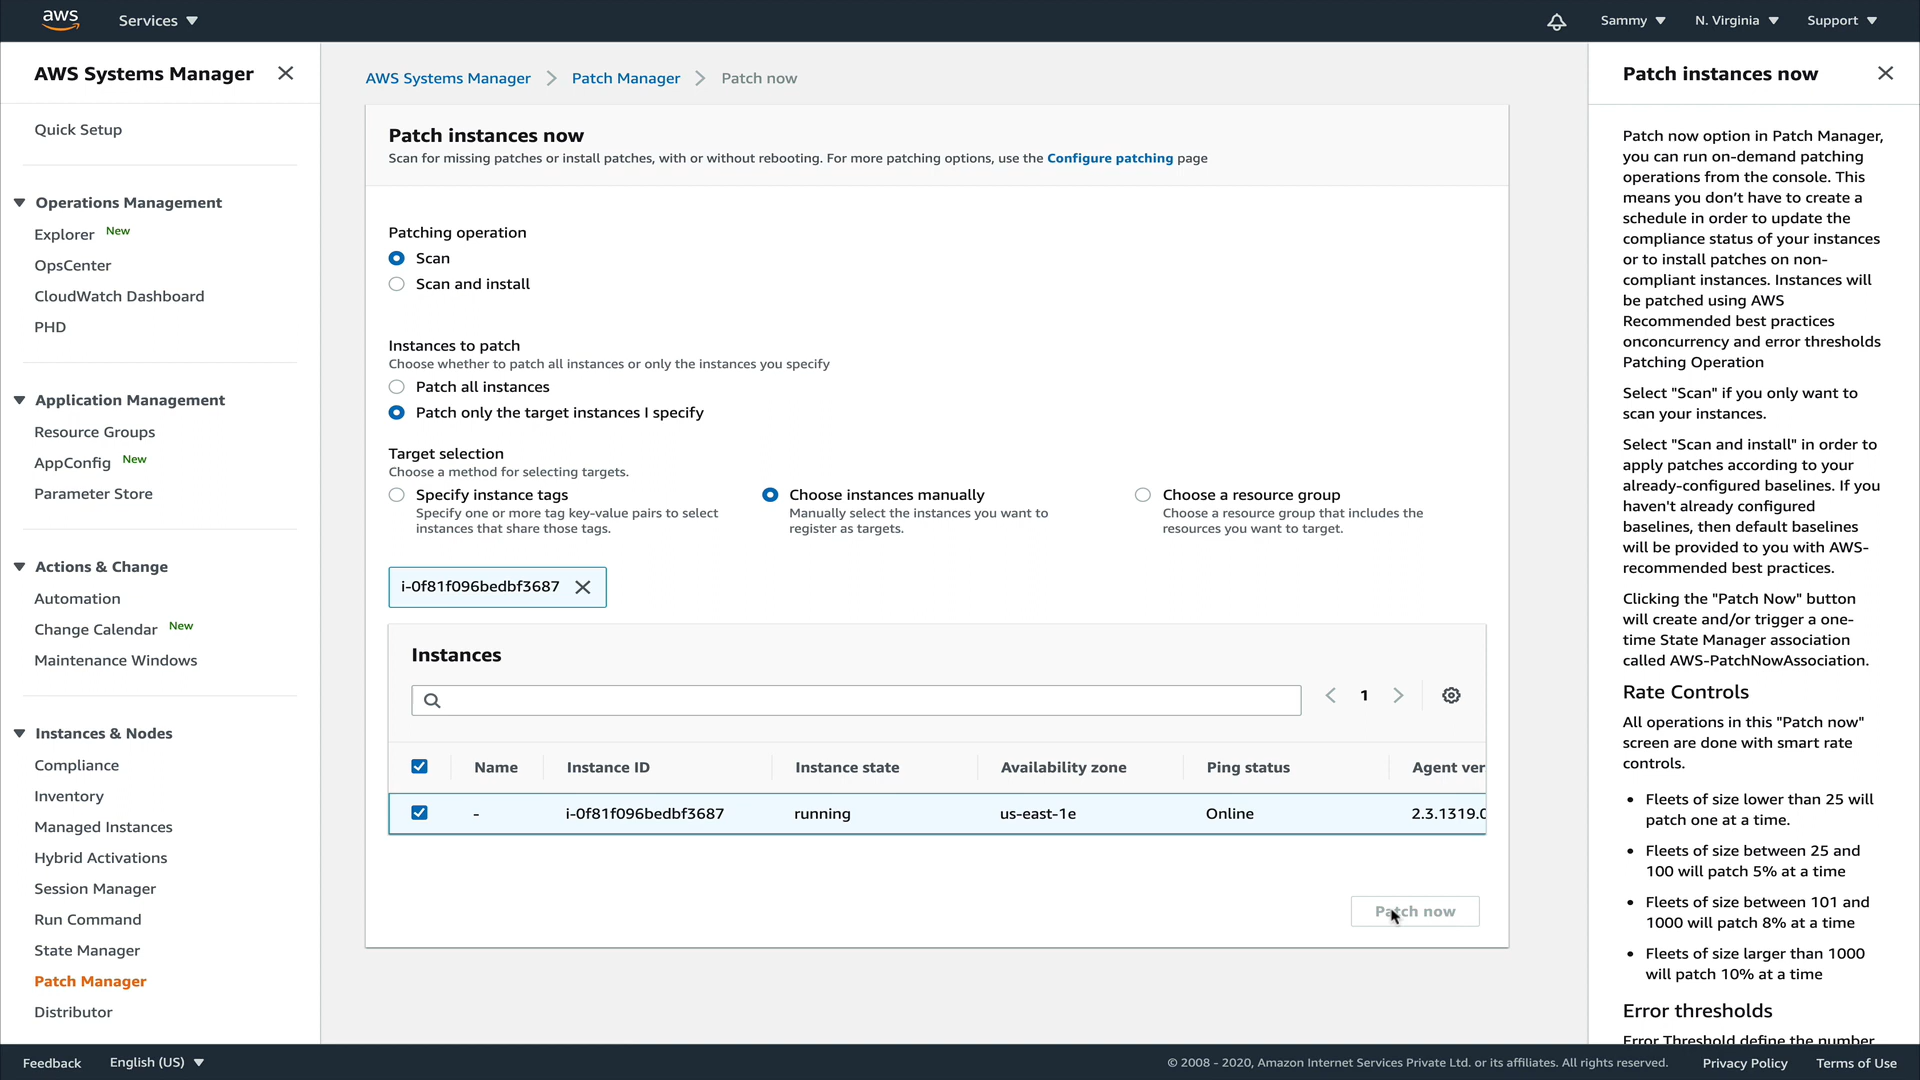 aws
Services
Sammy
N. Virginia
Support
AWS Systems Manager
Quick Setup
Operations Management
Explorer New
OpsCenter
CloudWatch Dashboard
PHD
Application Management
Resource Groups
AppConfig New
Parameter Store
Actions & Change
Automation
Change Calendar New
Maintenance Windows
Instances & Nodes
Compliance
Inventory
Managed Instances
Hybrid Activations
Session Manager
Run Command
State Manager
Patch Manager
Distributor
AWS Systems Manager > Patch Manager > Patch now
Patch instances now
Scan for missing patches or install patches, with or without rebooting. For more patching options, use the Configure patching page
Patching operation
Scan
Scan and install
Instances to patch
Choose whether to patch all instances or only the instances you specify
Patch all instances
Patch only the target instances I specify
Target selection
Choose a method for selecting targets.
Specify instance tags
Specify one or more tag key-value pairs to select
instances that share those tags.
Choose instances manually
Manually select the instances you want to
register as targets.
Choose a resource group
Choose a resource group that includes the
resources you want to target.
i-0f81f096bedbf3687
Instances
1
Name Instance ID Instance state Availability zone Ping status Agent ver
- i-0f81f096bedbf3687 running us-east-1e Online 2.3.1319.0
Patch now
Patch instances now
Patch now option in Patch Manager,
you can run on-demand patching
operations from the console. This
means you don’t have to create a
schedule in order to update the
compliance status of your instances
or to install patches on non-
compliant instances. Instances will
be patched using AWS
Recommended best practices
onconcurrency and error thresholds
Patching Operation
Select "Scan" if you only want to
scan your instances.
Select "Scan and install" in order to
apply patches according to your
already-configured baselines. If you
haven't already configured
baselines, then default baselines
will be provided to you with AWS-
recommended best practices.
Clicking the "Patch Now" button
will create and/or trigger a one-
time State Manager association
called AWS-PatchNowAssociation.
Rate Controls
All operations in this "Patch now"
screen are done with smart rate
controls.
• Fleets of size lower than 25 will
patch one at a time.
• Fleets of size between 25 and
100 will patch 5% at a time
• Fleets of size between 101 and
1000 will patch 8% at a time
• Fleets of size larger than 1000
will patch 10% at a time
Error thresholds
Error Threshold define the number
Feedback
English (US)
© 2008 - 2020, Amazon Internet Services Private Ltd. or its affiliates. All rights reserved.
Privacy Policy
Terms of Use